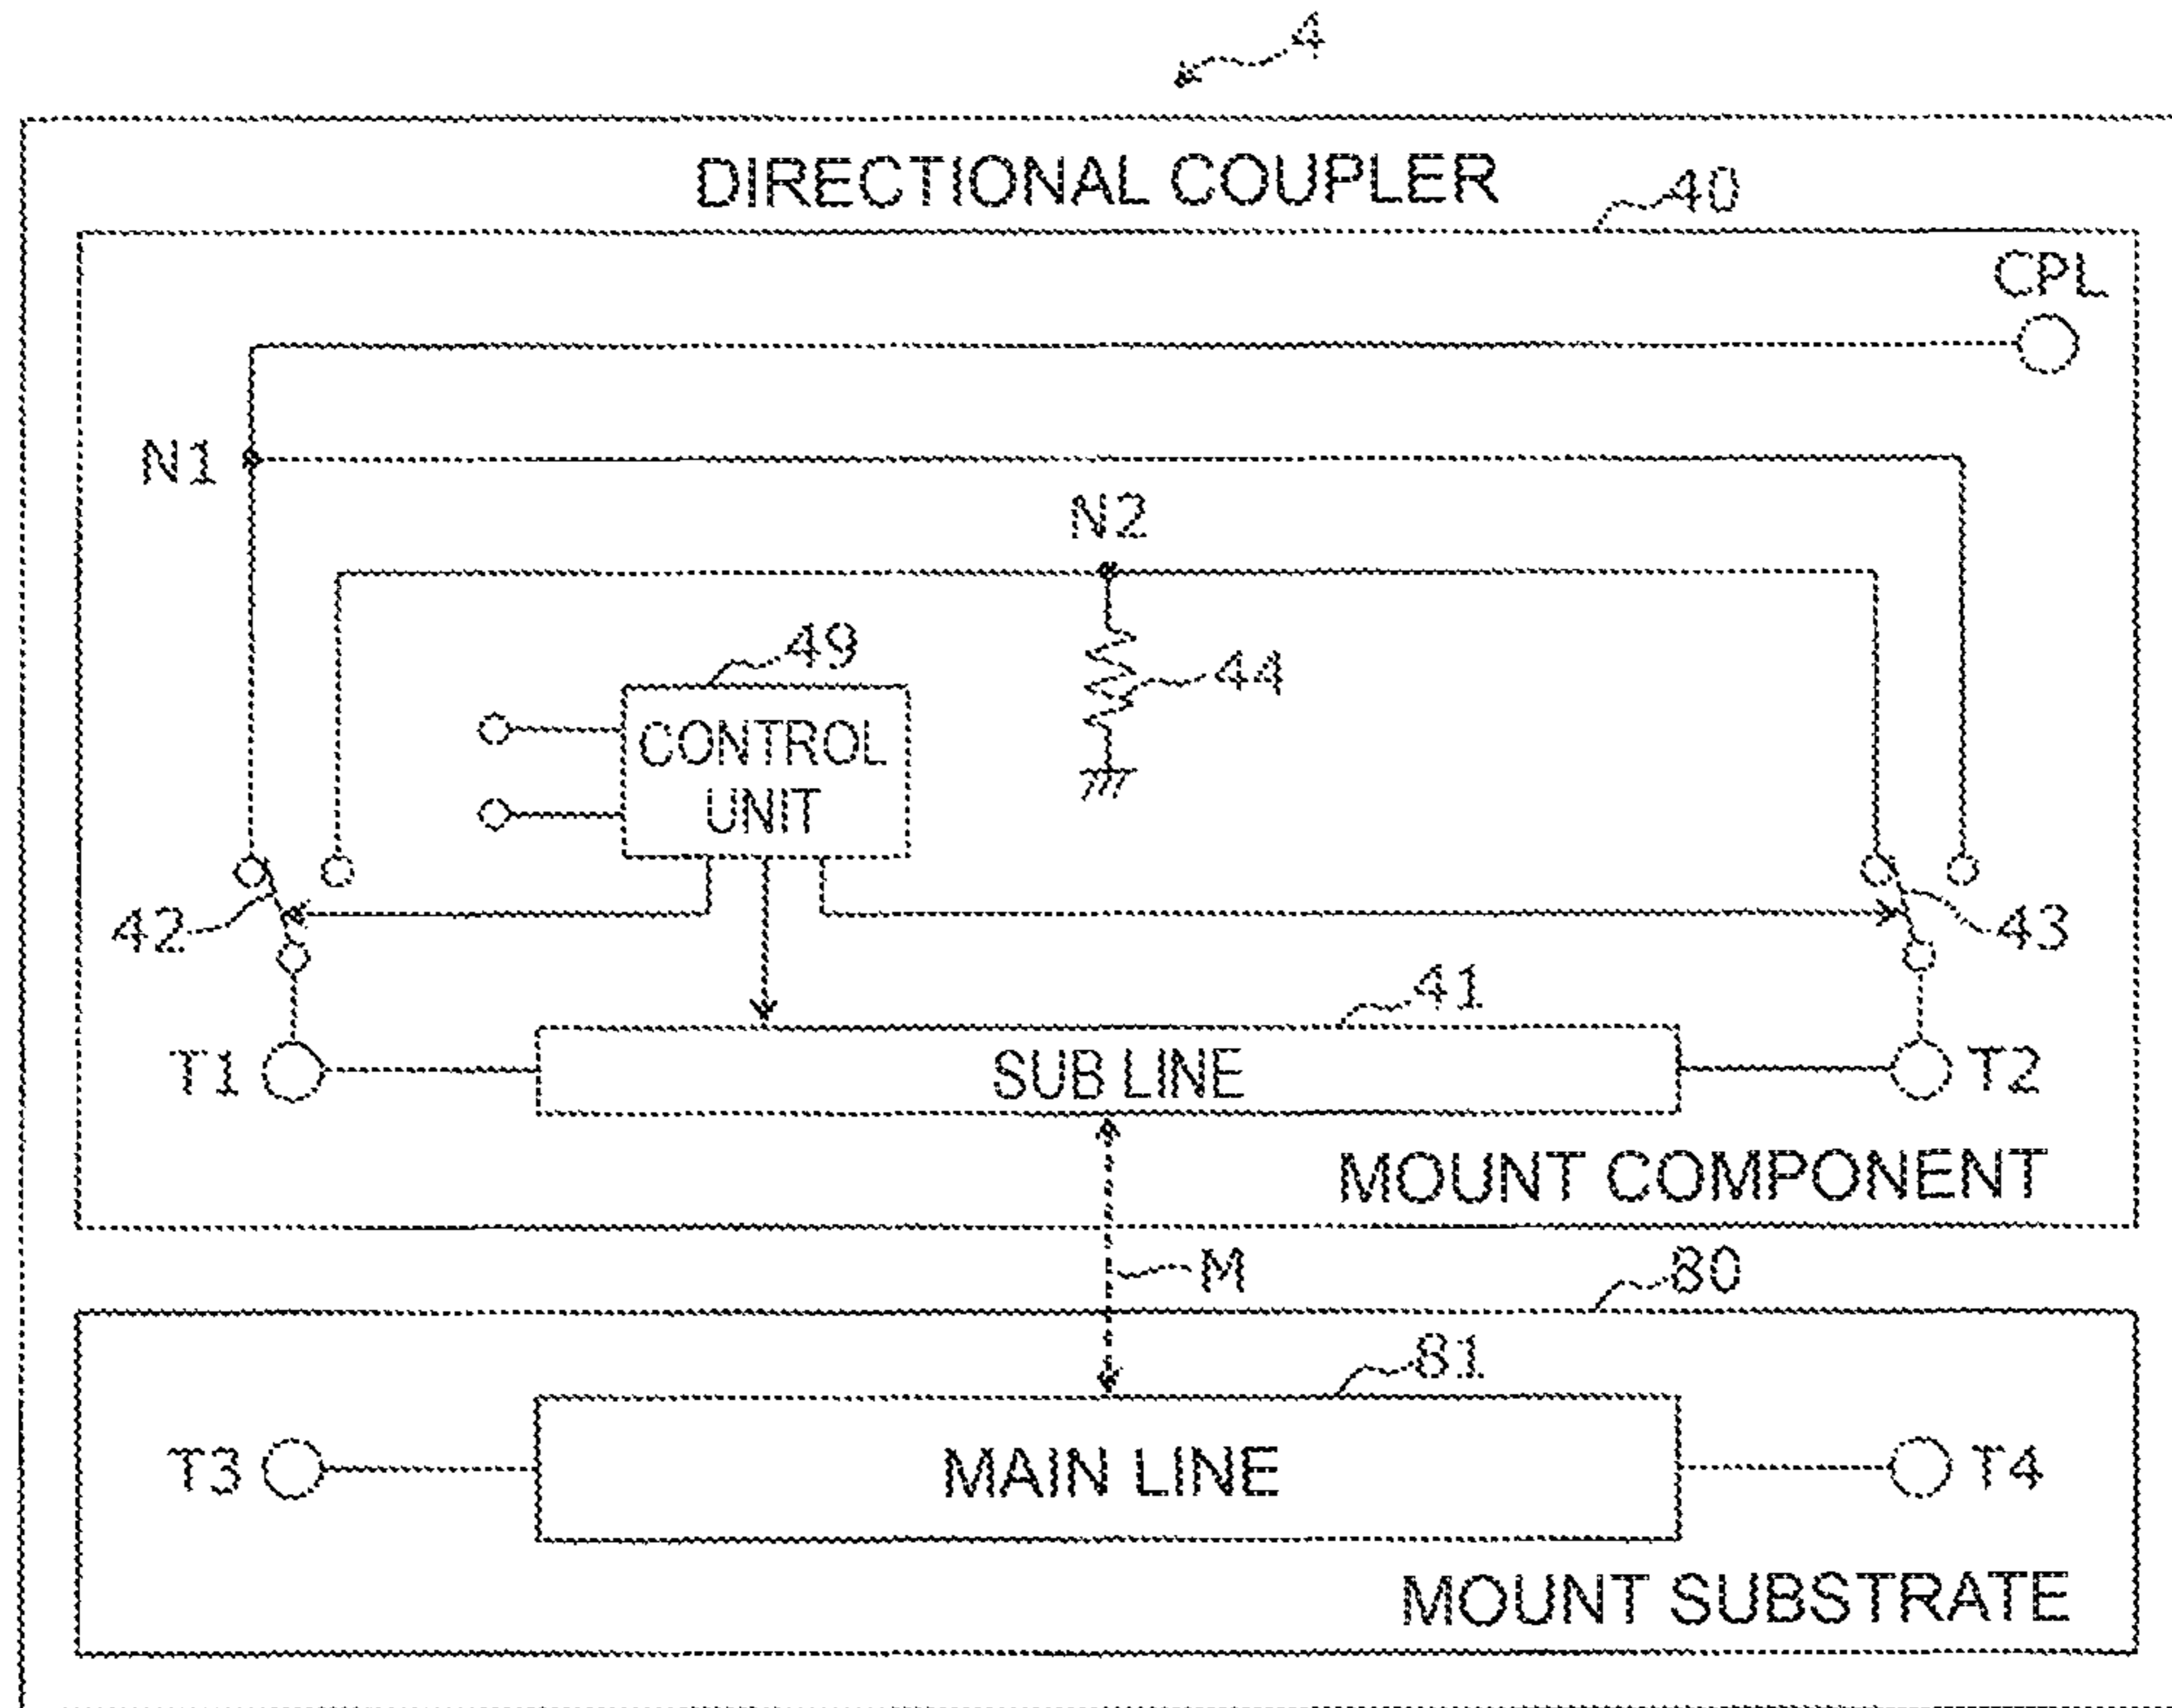 4
DIRECTIONAL COUPLER
40
CPL
N1
N2
49
44
CONTROL
UNIT
42
43
41
T1
SUB LINE
T2
MOUNT COMPONENT
M
80
81
T3
MAIN LINE
T4
MOUNT SUBSTRATE